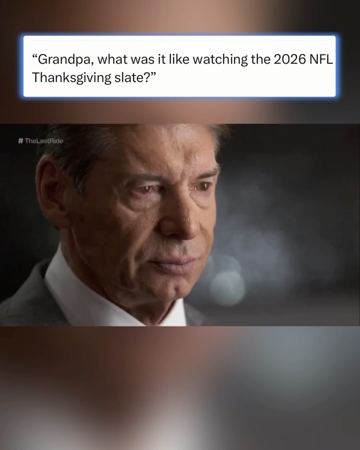 “Grandpa, what was it like watching the 2026 NFL
Thanksgiving slate?”
#TheLastRide